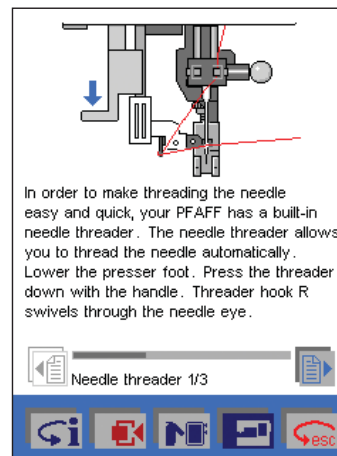 In order to make threading the needle
easy and quick, your PFAFF has a built-in
needle threader. The needle threader allows
you to thread the needle automatically.
Lower the presser foot. Press the threader
down with the handle. Threader hook R
swivels through the needle eye.
Needle threader 1/3
i
esc